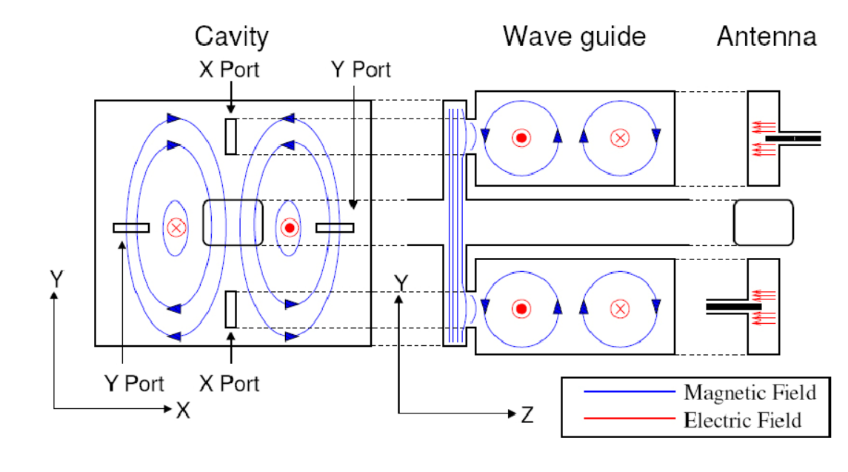 Cavity
Wave guide
Antenna
X Port
Y Port
Y
Y
Y Port
X Port
X
Z
Magnetic Field
Electric Field